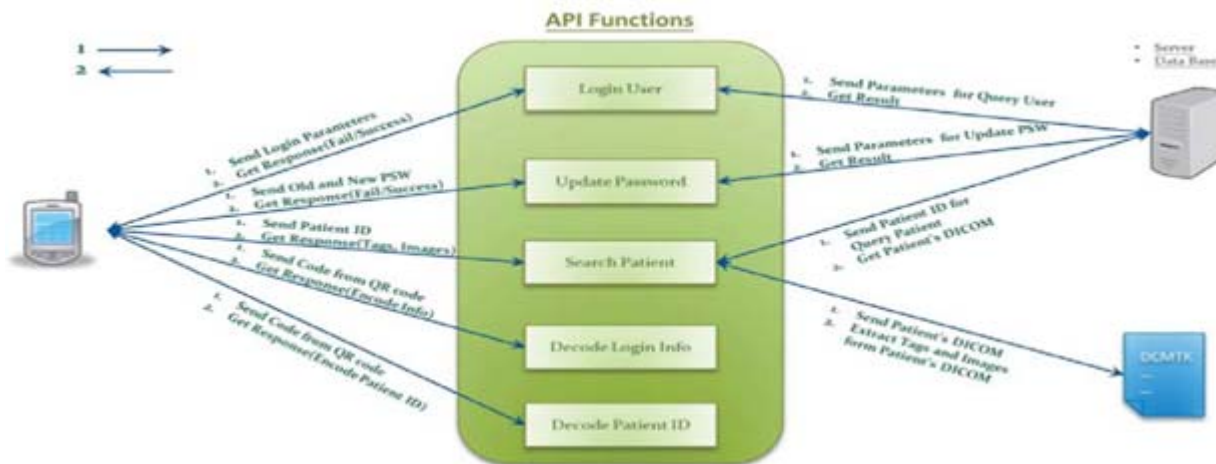 API Functions
1
2
Login User
Update Password
Search Patient
Decode Login Info
Decode Patient ID
1. Send Login Parameters
2. Get Response(Fail/Success)
1. Send Old and New PSW
2. Get Response(Fail/Success)
1. Send Patient ID
2. Get Response(Tags, Images)
1. Send Code from QR code
2. Get Response(Encode Info)
1. Send Code from QR code
2. Get Response(Encode Patient ID)
• Server
• Data Base
1. Send Parameters for Query User
2. Get Result
1. Send Parameters for Update PSW
2. Get Result
1. Send Patient ID for
Query Patient
2. Get Patient's DICOM
1. Send Patient's DICOM
2. Extract Tags and Images
form Patient's DICOM
DCMTK